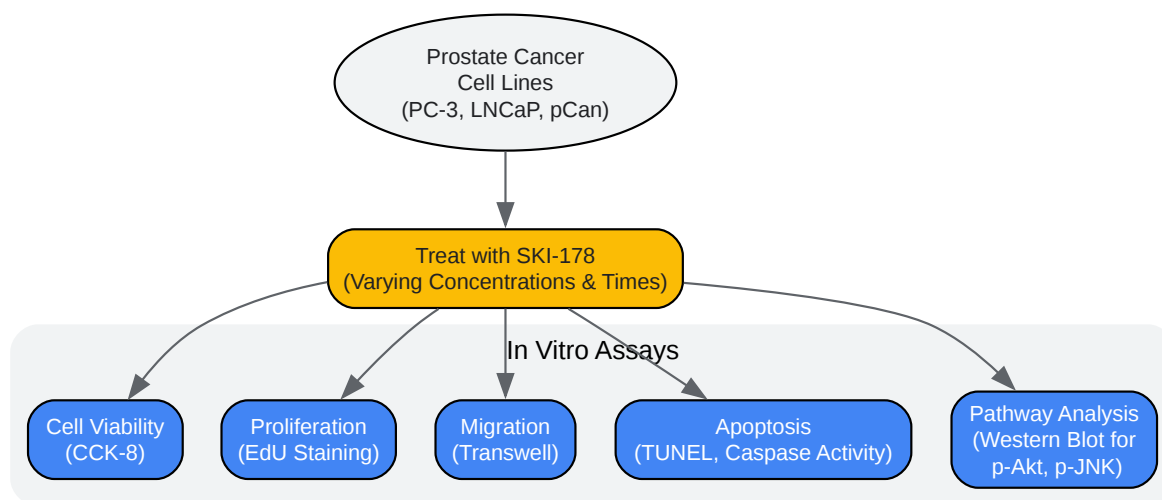 Prostate Cancer
Cell Lines
(PC-3, LNCaP, pCan)
Treat with SKI-178
(Varying Concentrations & Times)
In Vitro Assays
Cell Viability
(CCK-8)
Proliferation
(EdU Staining)
Migration
(Transwell)
Apoptosis
(TUNEL, Caspase Activity)
Pathway Analysis
(Western Blot for
p-Akt, p-JNK)